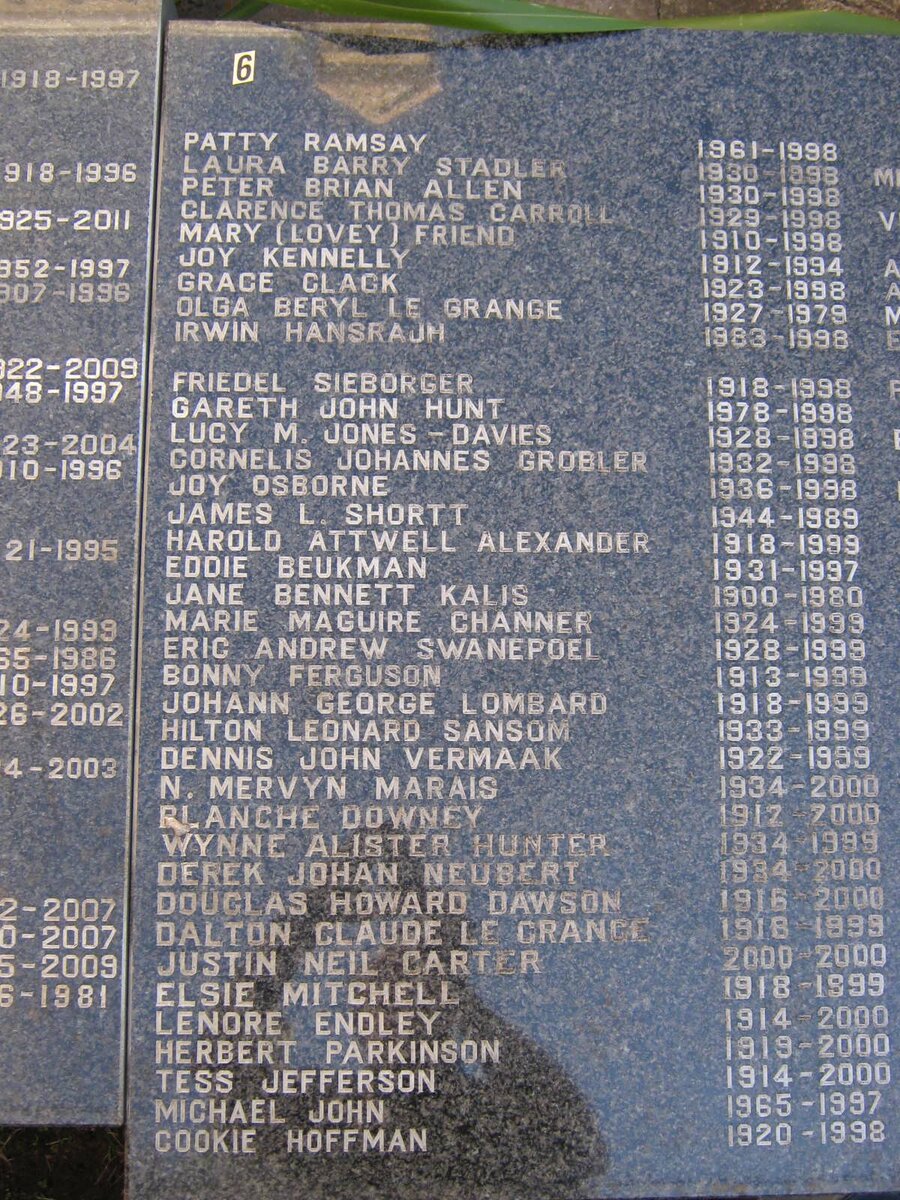 6
PATTY RAMSAY 1961-1998
LAURA BARRY STADLER 1930-1998
PETER BRIAN ALLEN 1930-1998
CLARENCE THOMAS CARROLL 1929-1998
MARY (LOVEY) FRIEND 1910-1998
JOY KENNELLY 1912-1994
GRACE CLACK 1923-1998
OLGA BERYL LE GRANGE 1927-1979
IRWIN HANSRAJH 1983-1998
FRIEDEL SIEBORGER 1918-1998
GARETH JOHN HUNT 1978-1998
LUCY M. JONES-DAVIES 1928-1998
CORNELIS JOHANNES GROBLER 1932-1998
JOY OSBORNE 1936-1998
JAMES L. SHORTT 1944-1989
HAROLD ATTWELL ALEXANDER 1918-1999
EDDIE BEUKMAN 1931-1997
JANE BENNETT KALIS 1900-1980
MARIE MAGUIRE CHANNER 1924-1999
ERIC ANDREW SWANEPOEL 1928-1999
BONNY FERGUSON 1913-1999
JOHANN GEORGE LOMBARD 1918-1999
HILTON LEONARD SANSOM 1933-1999
DENNIS JOHN VERMAAK 1922-1999
N. MERVYN MARAIS 1934-2000
BLANCHE DOWNEY 1912-2000
WYNNE ALISTER HUNTER 1934-1999
DEREK JOHAN NEUBERT 1934-2000
DOUGLAS HOWARD DAWSON 1916-2000
DALTON CLAUDE LE GRANGE 1918-1999
JUSTIN NEIL CARTER 2000-2000
ELSIE MITCHELL 1918-1999
LENORE ENDLEY 1914-2000
HERBERT PARKINSON 1919-2000
TESS JEFFERSON 1914-2000
MICHAEL JOHN 1965-1997
COOKIE HOFFMAN 1920-1998
1918-1997
918-1996
925-2011
952-1997
907-1996
922-2009
948-1997
23-2004
910-1996
21-1995
24-1999
65-1986
10-1997
26-2002
4-2003
2-2007
0-2007
5-2009
6-1981